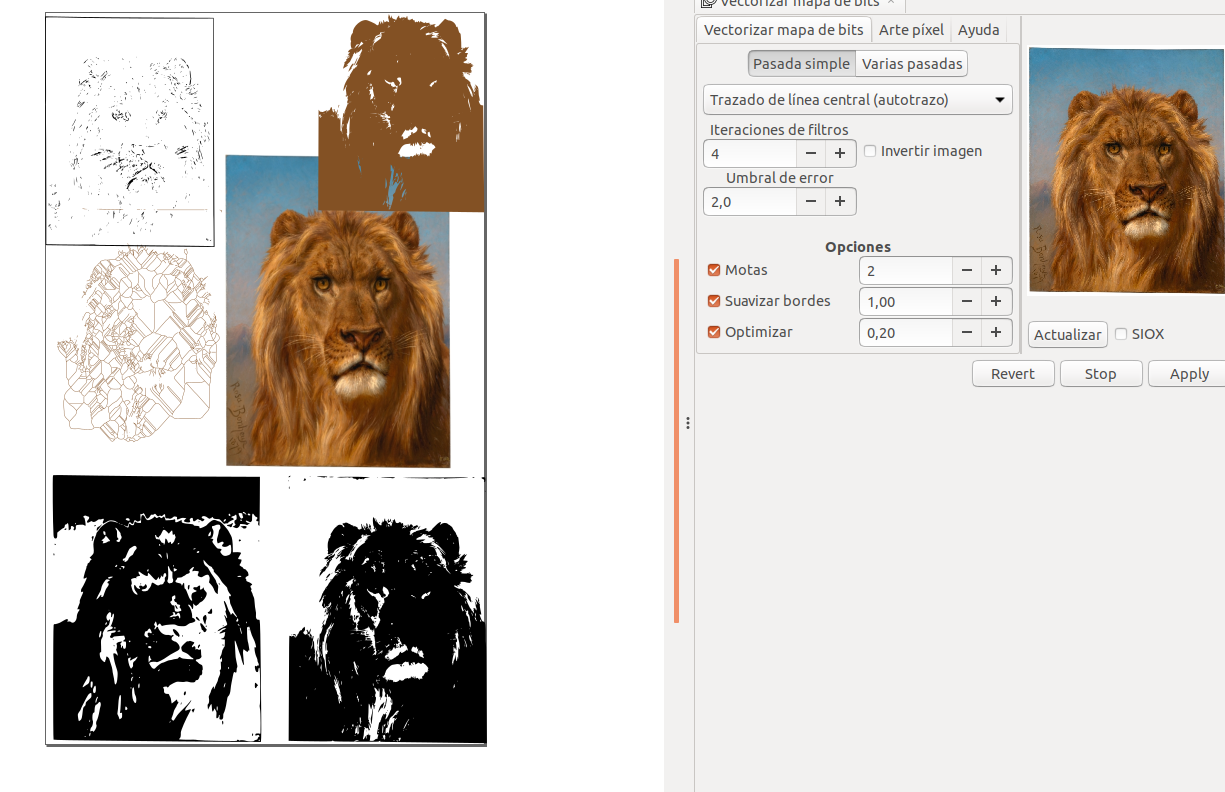 Vectorizar mapa de bits ×
Vectorizar mapa de bits Arte píxel Ayuda
Pasada simple Varias pasadas
Trazado de línea central (autotrazo)
Iteraciones de filtros
4 − + Invertir imagen
Umbral de error
2,0 − +
Opciones
Motas 2 − +
Suavizar bordes 1,00 − +
Optimizar 0,20 − +
Actualizar SIOX
Revert Stop Apply